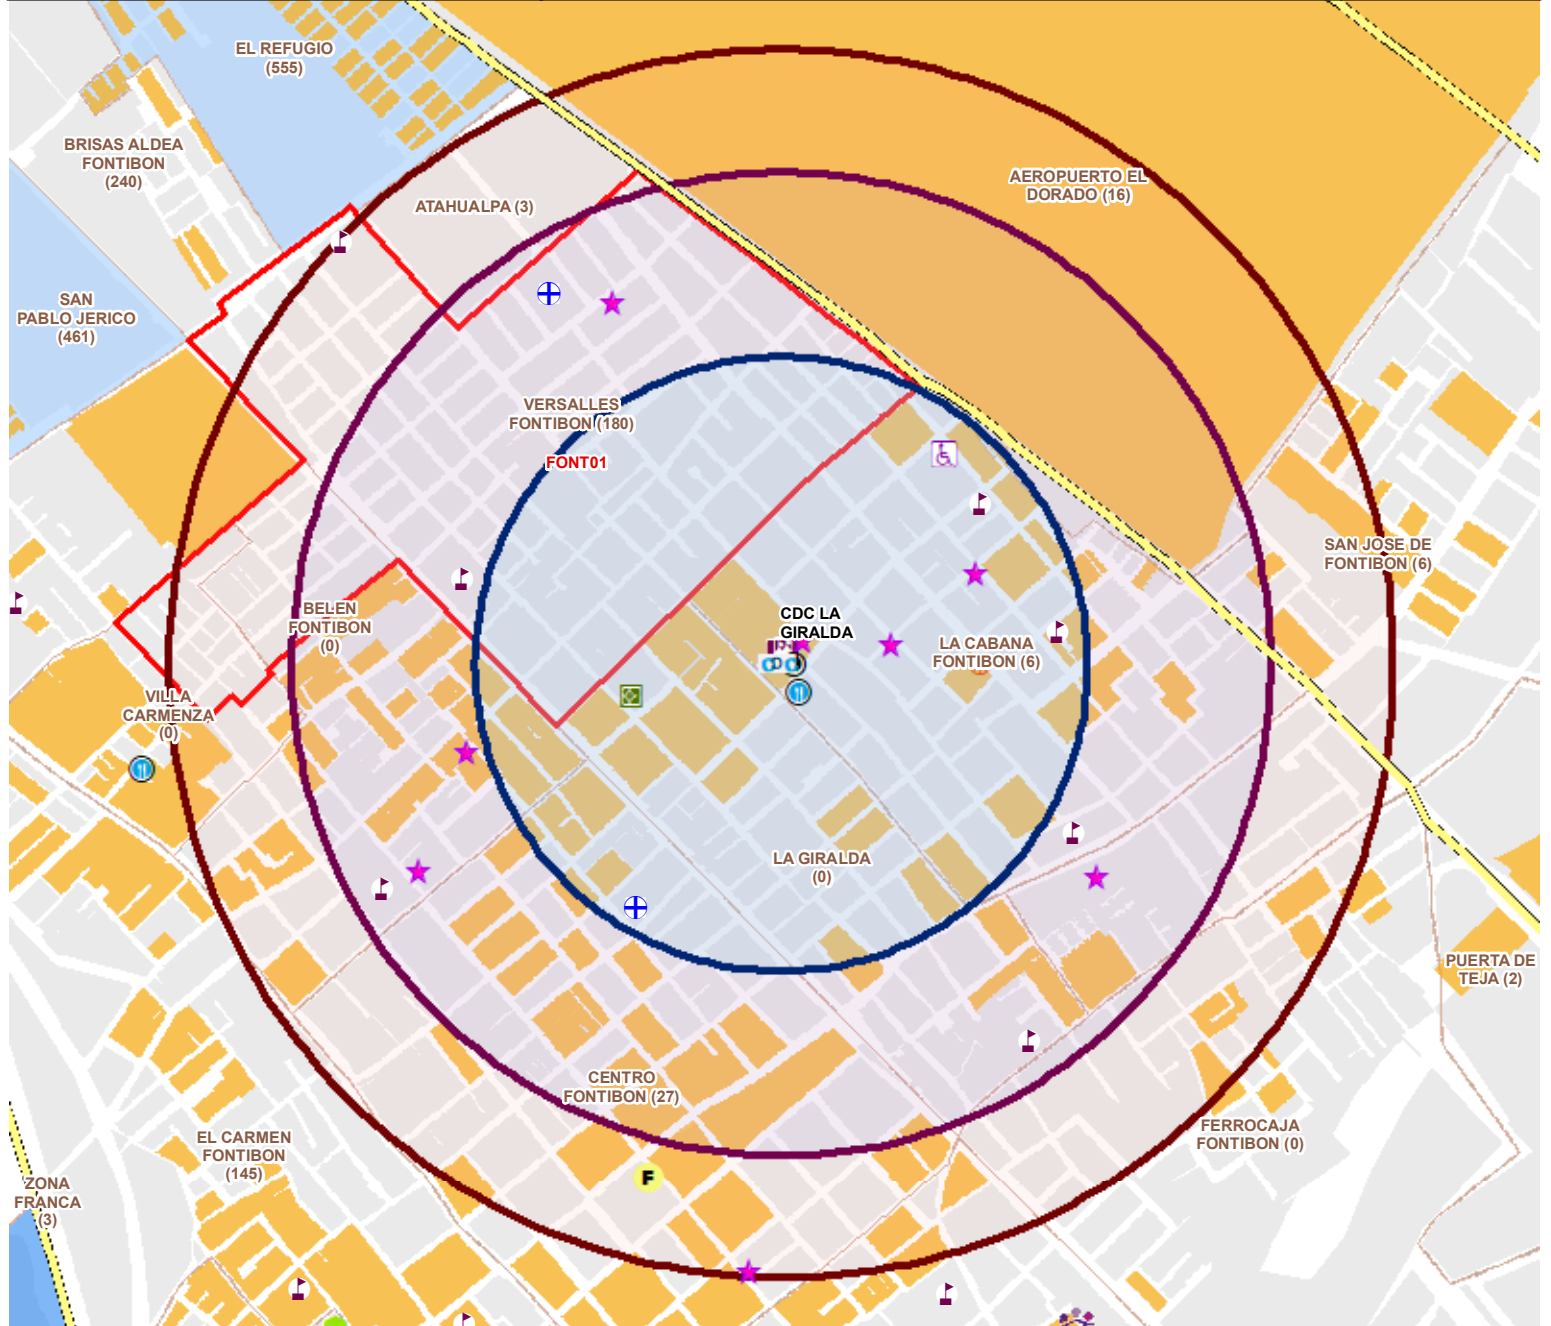 EL REFUGIO
(555)
BRISAS ALDEA
FONTIBON
(240)
AEROPUERTO EL
DORADO (16)
ATAHUALPA (3)
SAN
PABLO JERICO
(461)
VERSALLES
FONTIBON (180)
FONT01
SAN JOSE DE
FONTIBON (6)
BELEN
FONTIBON
(0)
CDC LA
GIRALDA
LA CABANA
FONTIBON (6)
VILLA
CARMENZA
(0)
LA GIRALDA
(0)
PUERTA DE
TEJA (2)
CENTRO
FONTIBON (27)
FERROCAJA
FONTIBON (0)
EL CARMEN
FONTIBON
(145)
F
ZONA
FRANCA
(3)